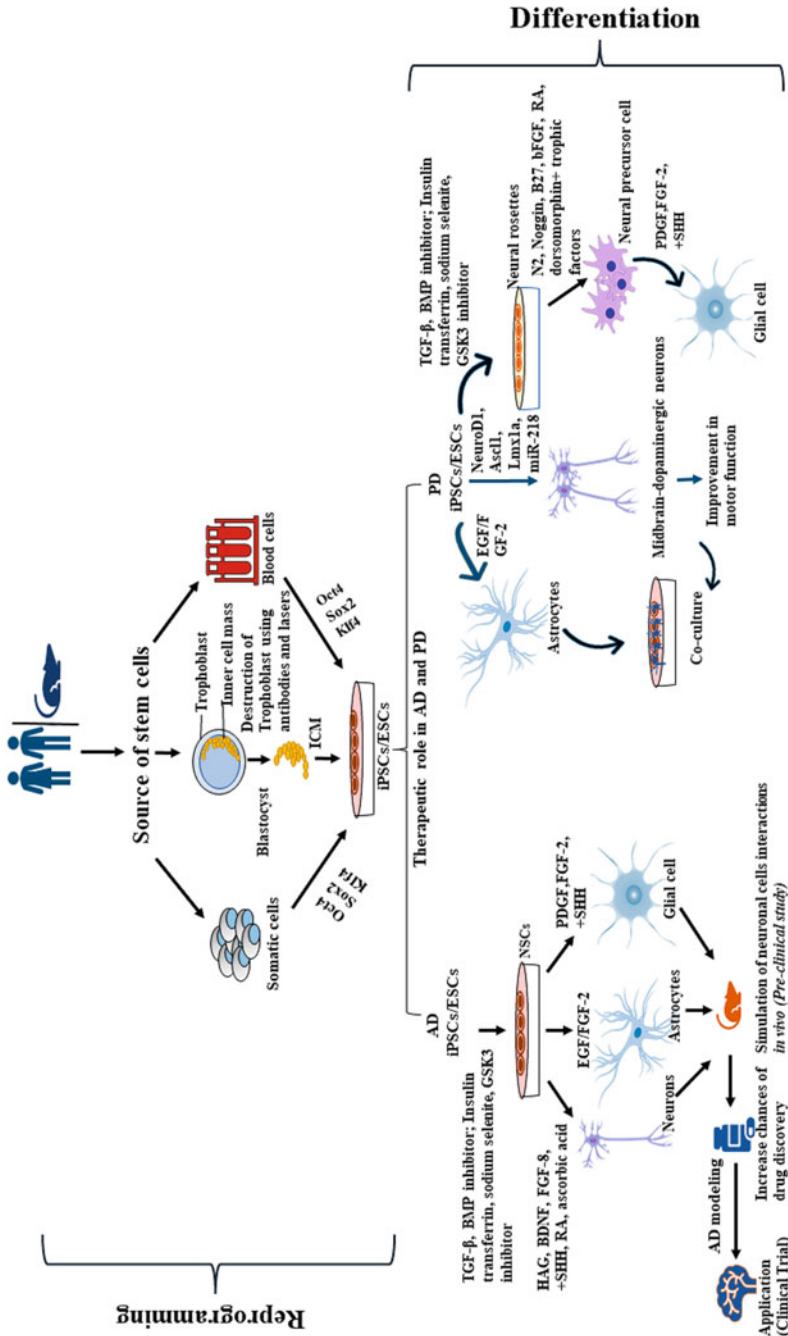 Reprogramming
Source of stem cells
Somatic cells
Blastocyst
Trophoblast
Inner cell mass
Destruction of
Trophoblast using
antibodies and lasers
ICM
Blood cells
Oct4
Sox2
Klf4
Oct4
Sox2
Klf4
iPSCs/ESCs
Therapeutic role in AD and PD
Differentiation
AD
iPSCs/ESCs
TGF-β, BMP inhibitor; Insulin
transferrin, sodium selenite, GSK3
inhibitor
NSCs
HAG, BDNF, FGF-8,
+SHH, RA, ascorbic acid
EGF/FGF-2
PDGF,FGF-2,
+SHH
Neurons
Astrocytes
Glial cell
Simulation of neuronal cells interactions
in vivo (Pre-clinical study)
Increase chances of
drug discovery
AD modeling
Application
(Clinical Trial)
PD
iPSCs/ESCs
EGF/F
GF-2
Astrocytes
NeuroD1,
Ascl1,
Lmx1a,
miR-218
Midbrain-dopaminergic neurons
Improvement in
motor function
Co-culture
TGF-β, BMP inhibitor; Insulin
transferrin, sodium selenite,
GSK3 inhibitor
Neural rosettes
N2, Noggin, B27, bFGF, RA,
dorsomorphin+ trophic
factors
Neural precursor cell
PDGF,FGF-2,
+SHH
Glial cell